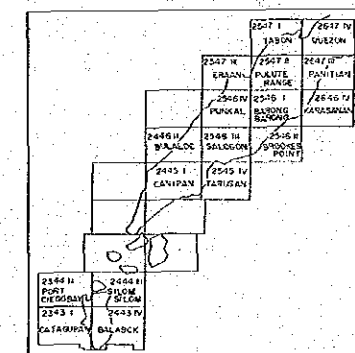 2547 I 2647 IV
TABON QUEZON
2547 III 2547 II 2647 III
ERAAN PULUTE RANGE PANITIAN
2546 IV 2546 I 2646 IV
PUNKAL BARONG BARONG KABASANAN
2446 II 2546 III 2546 II
BULALOC SALOGON BROOKES POINT
2445 I 2545 IV
CANIPAN TARUSAN
2344 II 2444 III
PORT CIEGOBAY SILOM SILOM
2343 I 2443 IV
CATAGUPAN BALABCK